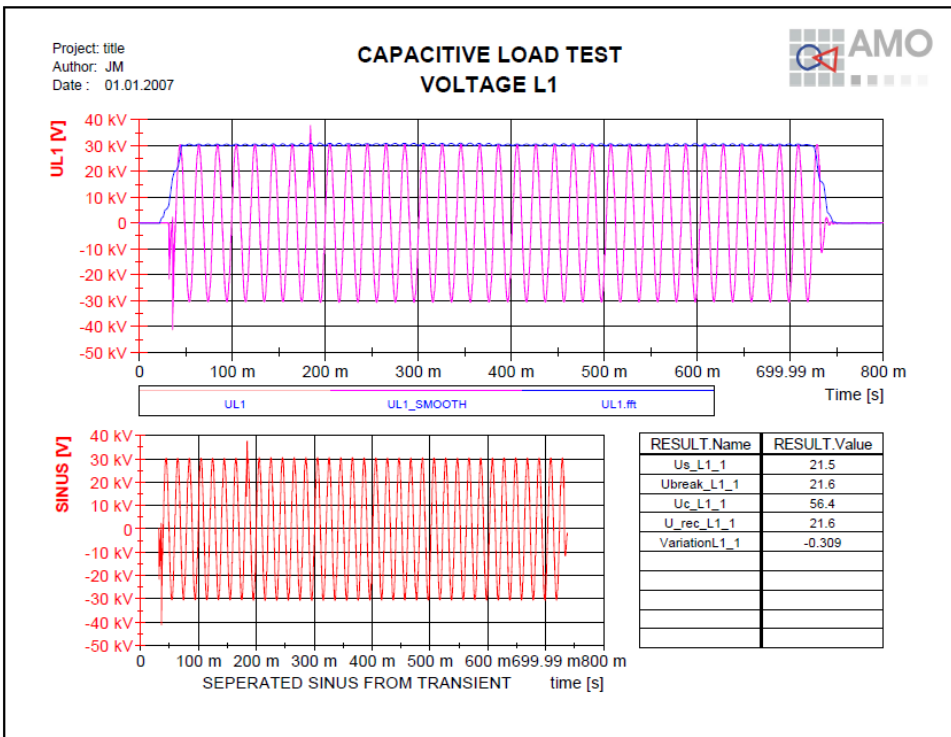 Project: title
Author: JM
Date : 01.01.2007
CAPACITIVE LOAD TEST
VOLTAGE L1
AMO
UL1 [V]
40 kV
30 kV
20 kV
10 kV
0
-10 kV
-20 kV
-30 kV
-40 kV
-50 kV
0 100 m 200 m 300 m 400 m 500 m 600 m 699.99 m 800 m
Time [s]
UL1 UL1_SMOOTH UL1.fft
SINUS [V]
40 kV
30 kV
20 kV
10 kV
0
-10 kV
-20 kV
-30 kV
-40 kV
-50 kV
0 100 m 200 m 300 m 400 m 500 m 600 m 699.99 m 800 m
SEPERATED SINUS FROM TRANSIENT time [s]
RESULT.Name RESULT.Value
Us_L1_1 21.5
Ubreak_L1_1 21.6
Uc_L1_1 56.4
U_rec_L1_1 21.6
VariationL1_1 -0.309